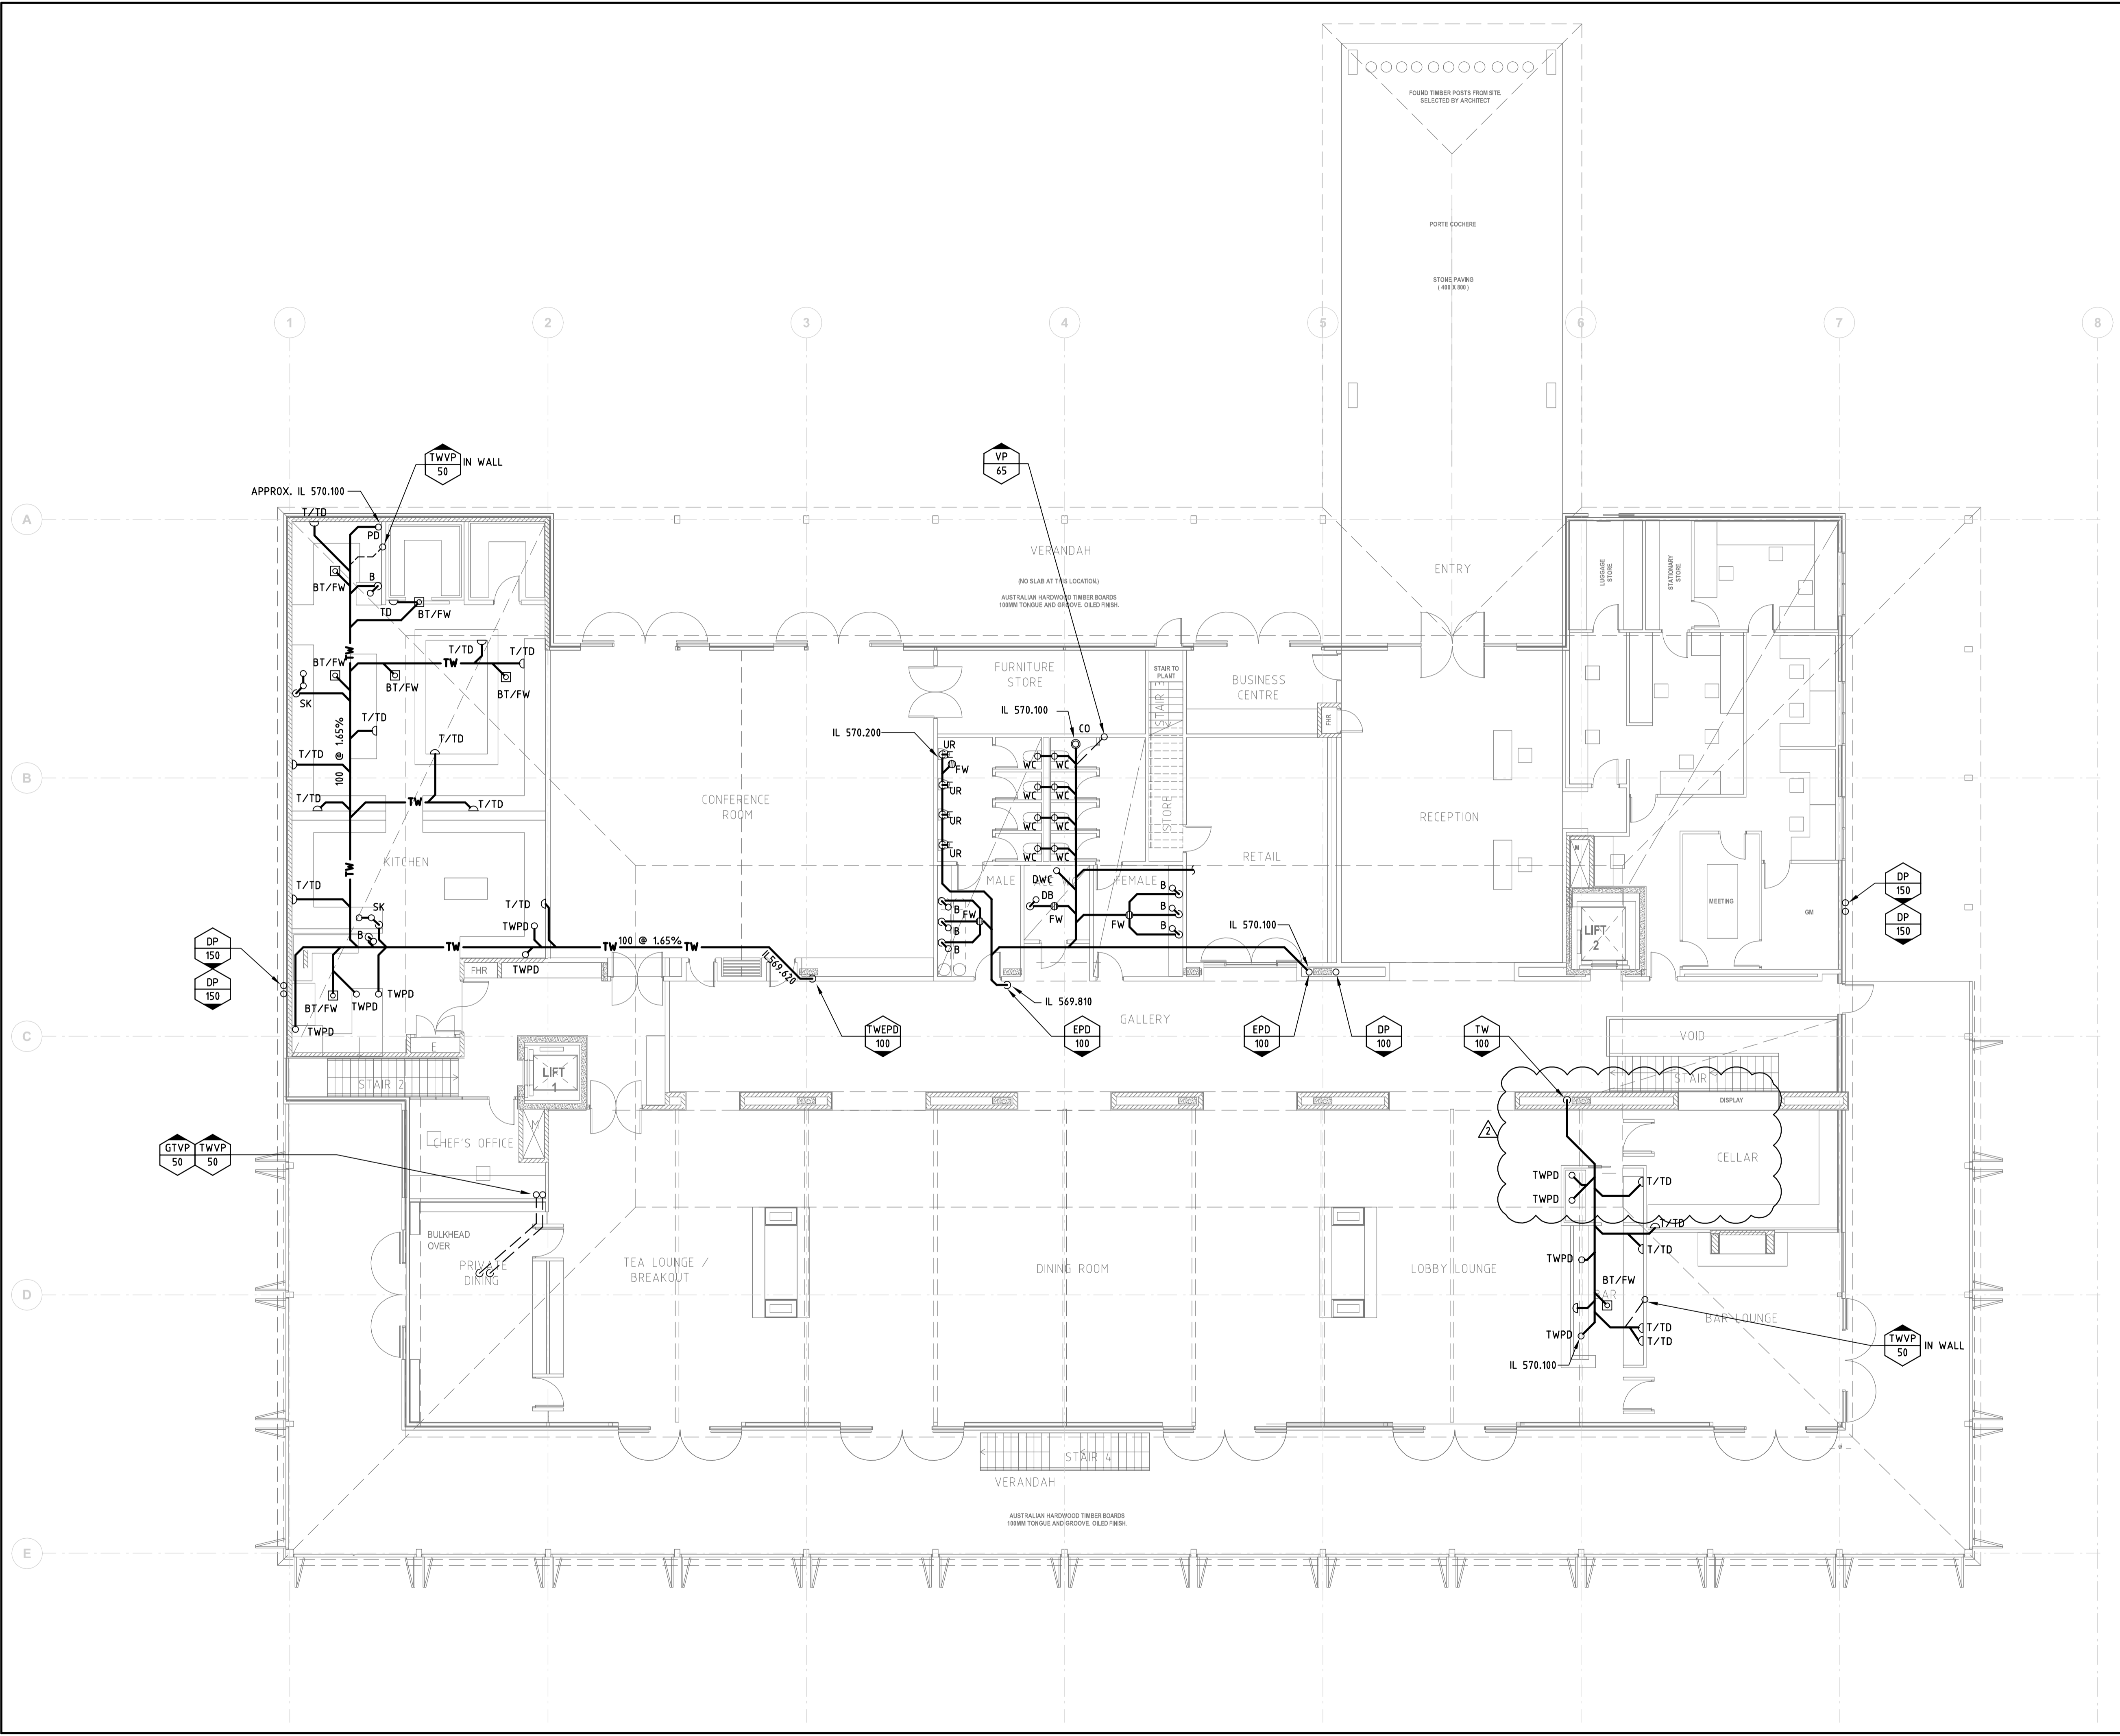 FOUND TIMBER POSTS FROM SITE,
SELECTED BY ARCHITECT
PORTE COCHERE
STONE PAVING
( 400 X 800 )
1
2
3
4
5
6
7
8
TWVP
50
IN WALL
VP
65
APPROX. IL 570.100
A
T/TD
PD
VERANDAH
(NO SLAB AT THIS LOCATION.)
AUSTRALIAN HARDWOOD TIMBER BOARDS
100MM TONGUE AND GROOVE. OILED FINISH.
ENTRY
LUGGAGE
STORE
STATIONARY
STORE
BT/FW
B
TD
BT/FW
TW
T/TD
TW
T/TD
BT/FW
BT/FW
BT/FW
SK
FURNITURE
STORE
STAIR TO
PLANT
STAIR 3
BUSINESS
CENTRE
FHR
IL 570.100
CO
T/TD
100 @ 1.65%
T/TD
T/TD
IL 570.200
UR
FW
UR
UR
UR
WC
WC
WC
WC
WC
WC
WC
WC
B
T/TD
TW
T/TD
CONFERENCE
ROOM
STORE
RECEPTION
KITCHEN
TW
RETAIL
M
MALE
DWC
FEMALE
T/TD
SK
B
T/TD
TWPD
DB
FW
B
B
B
FW
FW
B
B
B
MEETING
GM
DP
150
DP
150
LIFT
2
TW
TW
100 @ 1.65%
TW
IL569.620
IL 570.100
DP
150
DP
150
FHR
TWPD
BT/FW
TWPD
TWPD
TWPD
IL 569.810
GALLERY
C
TWEPD
100
EPD
100
EPD
100
DP
100
TW
100
VOID
F
STAIR 2
LIFT
1
STAIR
DISPLAY
2
GTVP
50
TWVP
50
CHEF'S OFFICE
M
CELLAR
TWPD
TWPD
T/TD
T/TD
BULKHEAD
OVER
PRIVATE
DINING
TEA LOUNGE /
BREAKOUT
DINING ROOM
LOBBY LOUNGE
TWPD
T/TD
BT/FW
D
BAR
BAR LOUNGE
TWPD
T/TD
T/TD
TWVP
50
IN WALL
IL 570.100
STAIR 4
VERANDAH
AUSTRALIAN HARDWOOD TIMBER BOARDS
100MM TONGUE AND GROOVE. OILED FINISH.
E